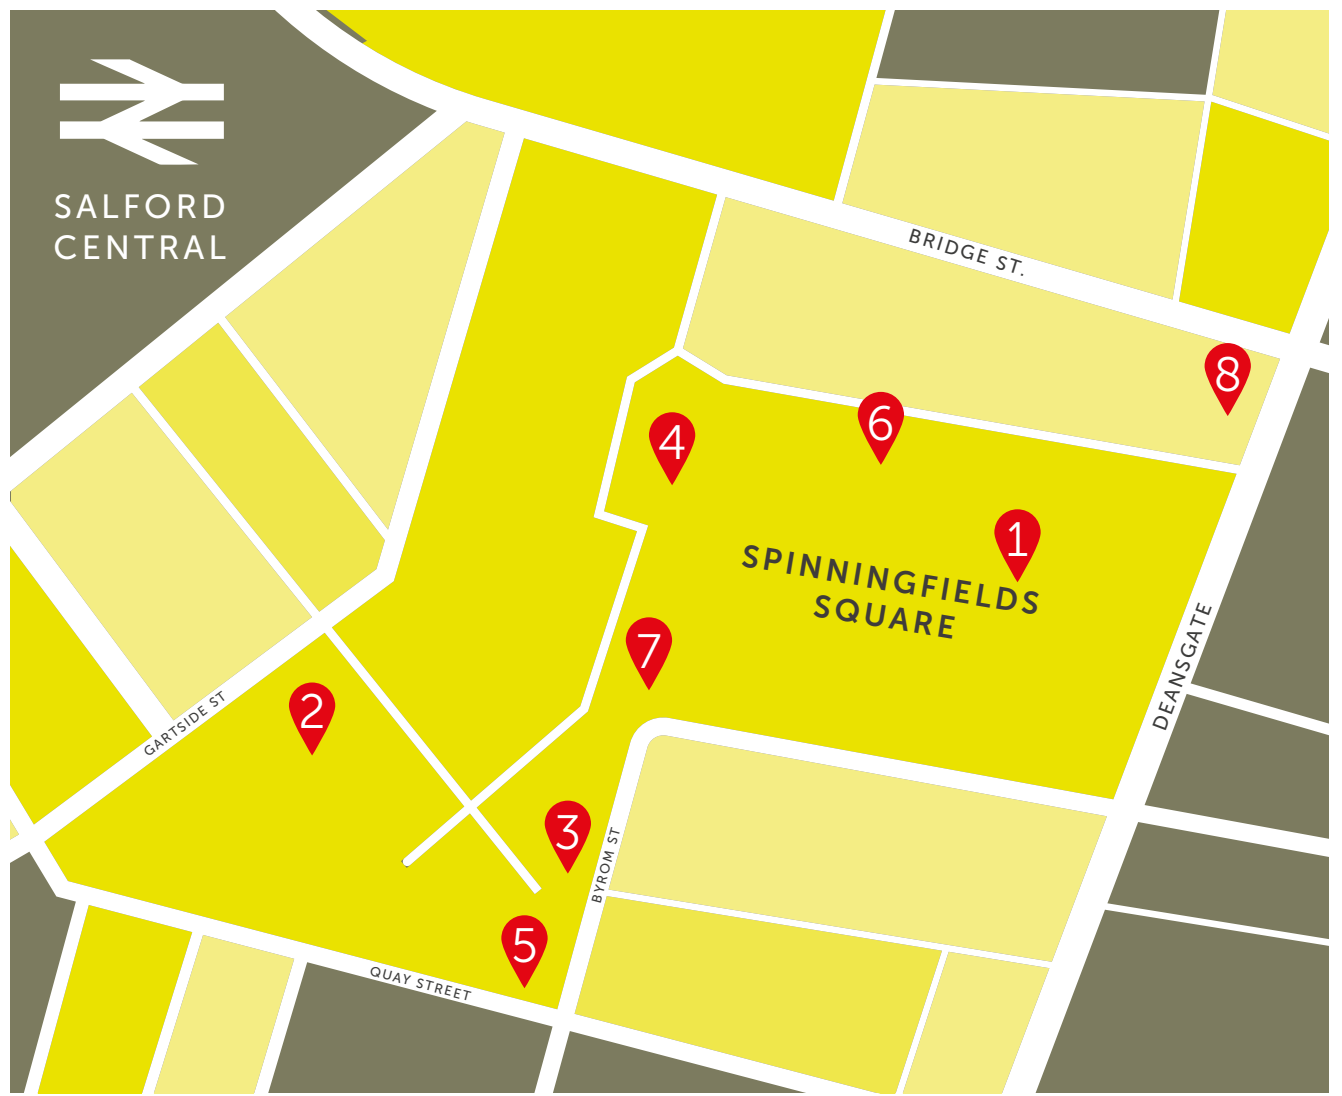 SALFORD
CENTRAL
BRIDGE ST.
8
6
4
1
SPINNINGFIELDS
SQUARE
7
DEANSGATE
2
GARTSIDE ST
3
BYROM ST
5
QUAY STREET